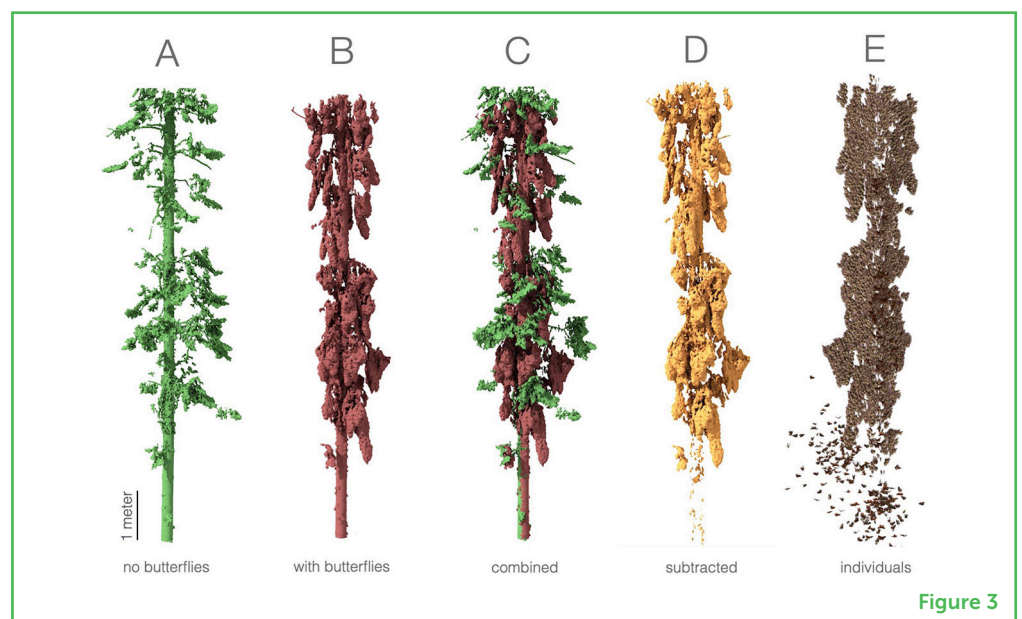 A B C D E
1 meter
no butterflies with butterflies combined subtracted individuals
Figure 3